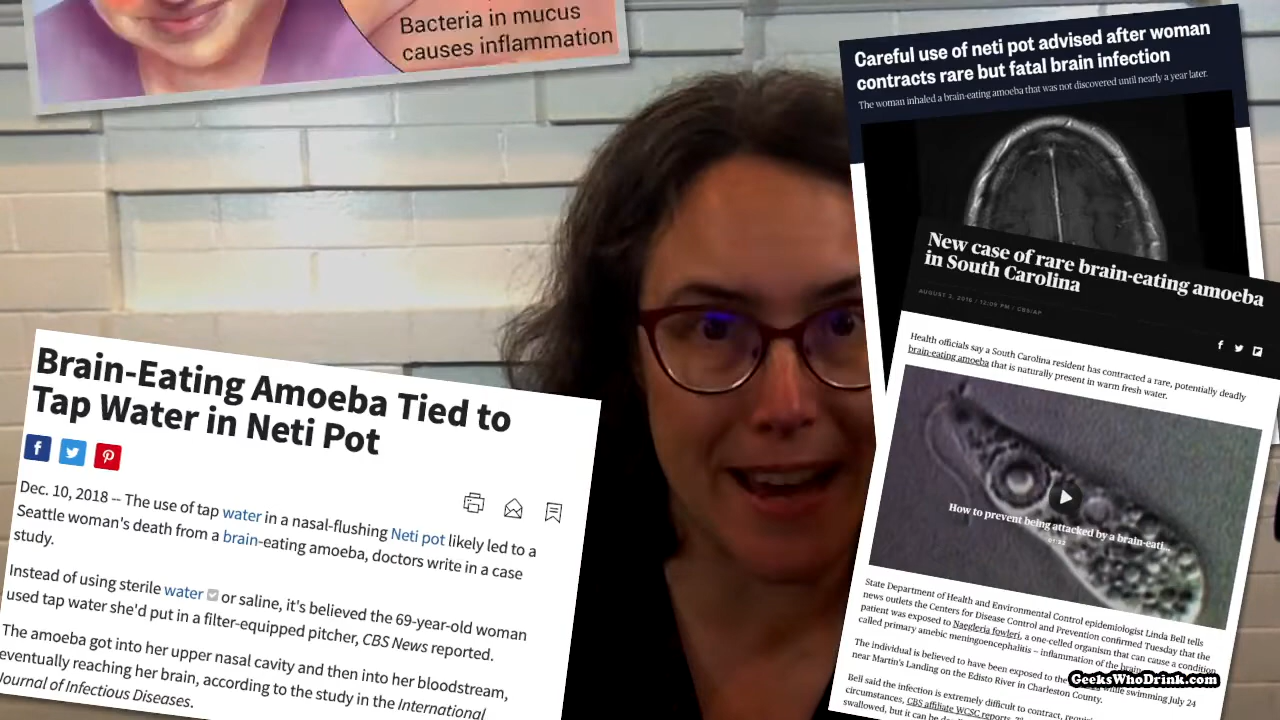 Bacteria in mucus
causes inflammation
Careful use of neti pot advised after woman
contracts rare but fatal brain infection
The woman inhaled a brain-eating amoeba that was not discovered until nearly a year later.
New case of rare brain-eating amoeba
in South Carolina
AUGUST 3, 2016 / 12:09 PM / CBS/AP
Health officials say a South Carolina resident has contracted a rare, potentially deadly
brain-eating amoeba that is naturally present in warm fresh water.
How to prevent being attacked by a brain-eati...
State Department of Health and Environmental Control epidemiologist Linda Bell tells
news outlets the Centers for Disease Control and Prevention confirmed Tuesday that the
patient was exposed to Naegleria fowleri, a one-celled organism that can cause a condition
called primary amebic meningoencephalitis – inflammation of the brain
The individual is believed to have been exposed to the while swimming July 24
near Martin's Landing on the Edisto River in Charleston County.
Bell said the infection is extremely difficult to contract,
circumstances, CBS affiliate WCSC reports.
swallowed, but it can be
Brain-Eating Amoeba Tied to
Tap Water in Neti Pot
Dec. 10, 2018 -- The use of tap water in a nasal-flushing Neti pot likely led to a
Seattle woman's death from a brain-eating amoeba, doctors write in a case
study.
Instead of using sterile water or saline, it's believed the 69-year-old woman
used tap water she'd put in a filter-equipped pitcher, CBS News reported.
The amoeba got into her upper nasal cavity and then into her bloodstream,
eventually reaching her brain, according to the study in the International
Journal of Infectious Diseases.
GeeksWhoDrink.com